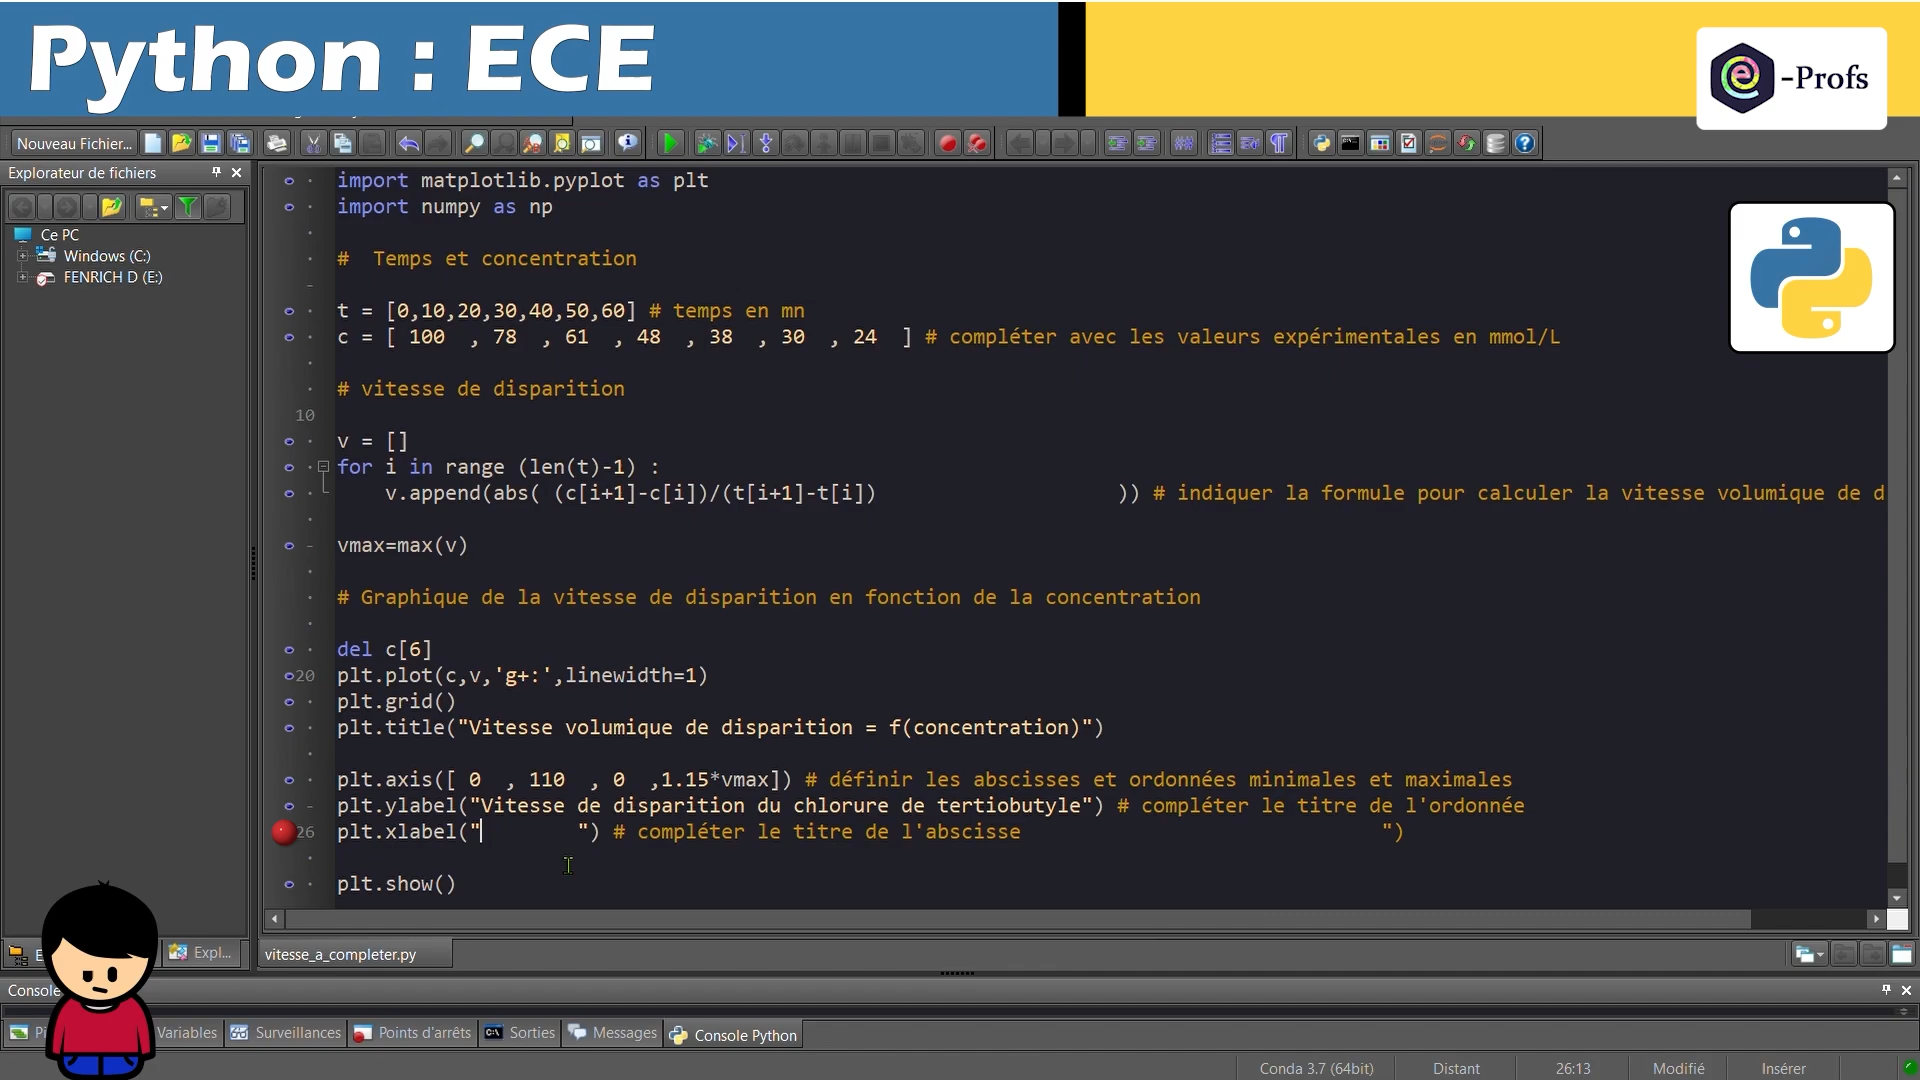 Python : ECE
e -Profs
Nouveau Fichier...
Explorateur de fichiers
Ce PC
Windows (C:)
FENRICH D (E:)
import matplotlib.pyplot as plt
import numpy as np
#  Temps et concentration
t = [0,10,20,30,40,50,60] # temps en mn
c = [ 100  , 78  , 61  , 48  , 38  , 30  , 24  ] # compléter avec les valeurs expérimentales en mmol/L
# vitesse de disparition
10
v = []
for i in range (len(t)-1) :
v.append(abs( (c[i+1]-c[i])/(t[i+1]-t[i])                    )) # indiquer la formule pour calculer la vitesse volumique de d
vmax=max(v)
# Graphique de la vitesse de disparition en fonction de la concentration
del c[6]
20 plt.plot(c,v,'g+:',linewidth=1)
plt.grid()
plt.title("Vitesse volumique de disparition = f(concentration)")
plt.axis([ 0  , 110  , 0  ,1.15*vmax]) # définir les abscisses et ordonnées minimales et maximales
plt.ylabel("Vitesse de disparition du chlorure de tertiobutyle") # compléter le titre de l'ordonnée
26 plt.xlabel("        ") # compléter le titre de l'abscisse                              ")
plt.show()
Expl...
vitesse_a_completer.py
Console
Variables
Surveillances
Points d'arrêts
Sorties
Messages
Console Python
Conda 3.7 (64bit)
Distant
26:13
Modifié
Insérer